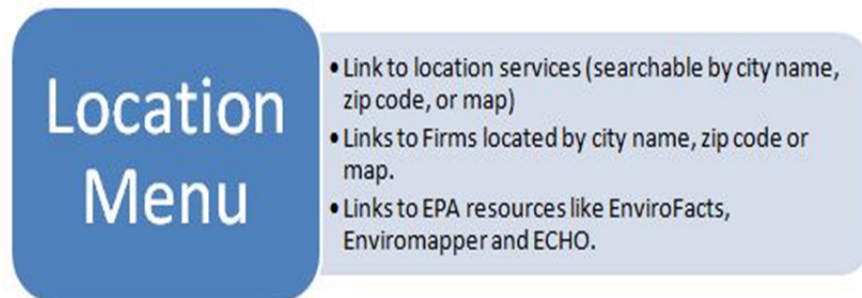 Location
Menu
• Link to location services (searchable by city name,
zip code, or map)
• Links to Firms located by city name, zip code or
map.
• Links to EPA resources like EnviroFacts,
Enviromapper and ECHO.